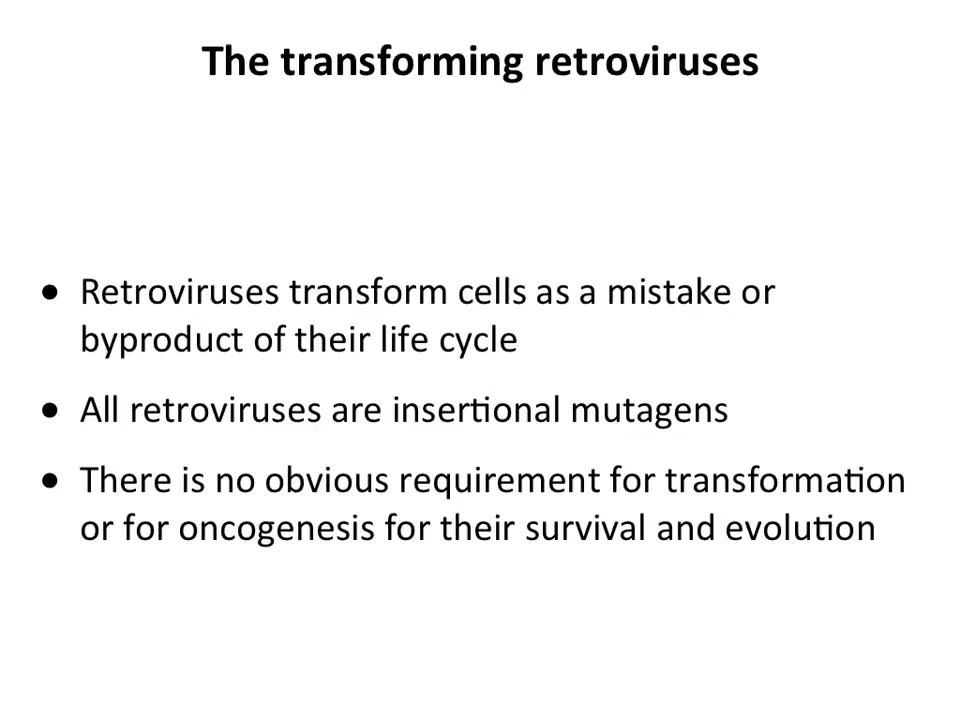 The transforming retroviruses
• Retroviruses transform cells as a mistake or
byproduct of their life cycle
• All retroviruses are insertional mutagens
• There is no obvious requirement for transformation
or for oncogenesis for their survival and evolution